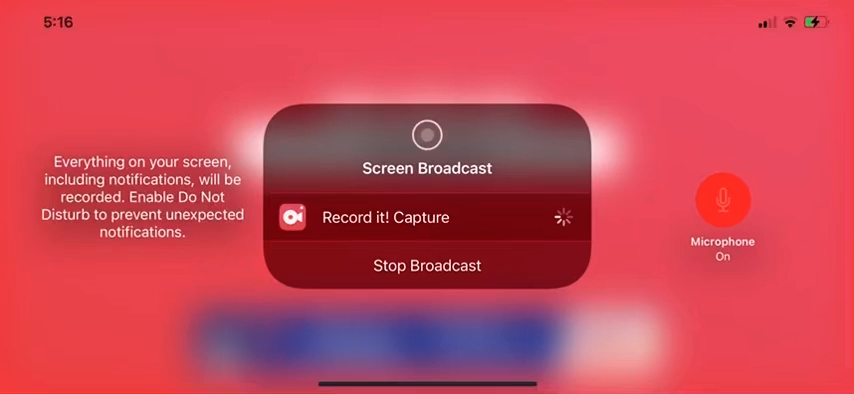 5:16
Everything on your screen,
including notifications, will be
recorded. Enable Do Not
Disturb to prevent unexpected
notifications.
Screen Broadcast
Record it! Capture
Stop Broadcast
Microphone
On